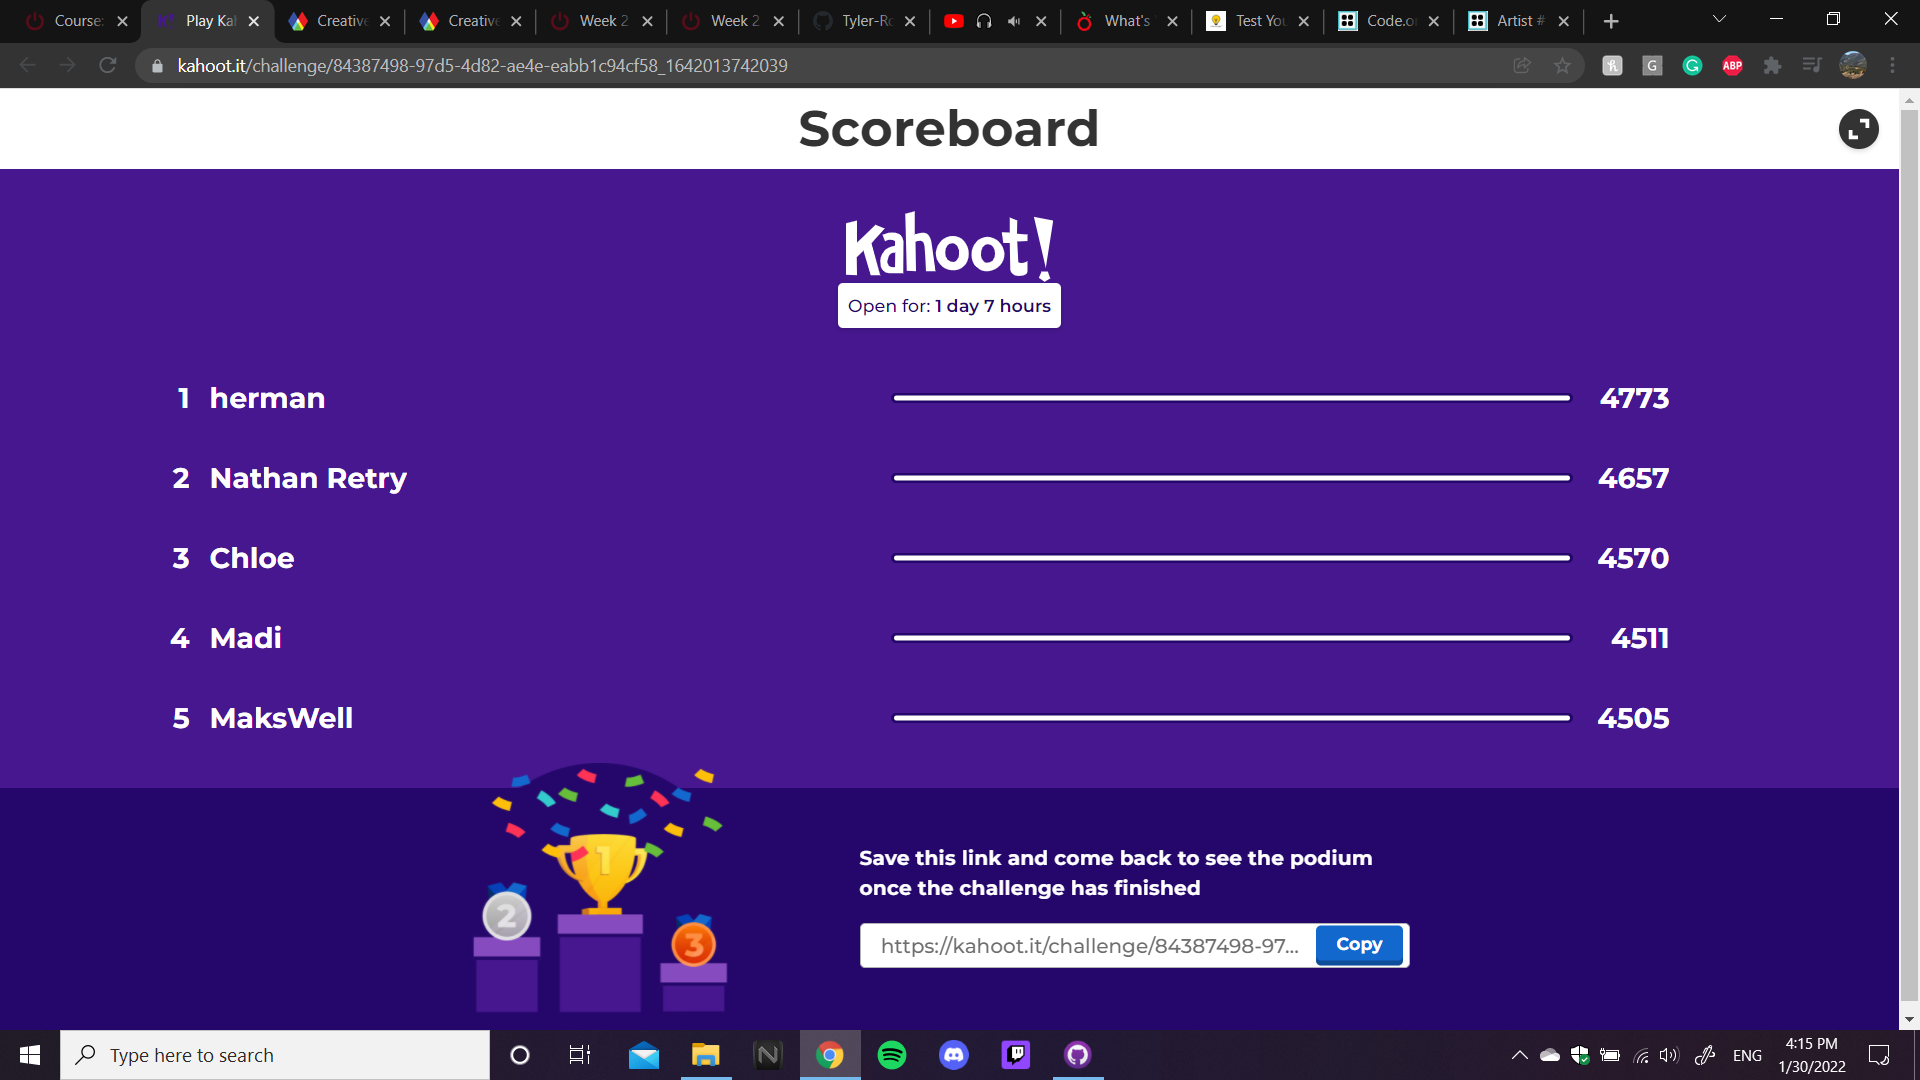 Course: Play Kah Creative Creative Week 2 Week 2 Tyler-Ro What's Test You Code.or Artist #
kahoot.it/challenge/84387498-97d5-4d82-ae4e-eabb1c94cf58_1642013742039
G ABP
Scoreboard
Kahoot!
Open for: 1 day 7 hours
1 herman 4773
2 Nathan Retry 4657
3 Chloe 4570
4 Madi 4511
5 MaksWell 4505
1
2
3
Save this link and come back to see the podium
once the challenge has finished
https://kahoot.it/challenge/84387498-97... Copy
Type here to search
ENG
4:15 PM
1/30/2022